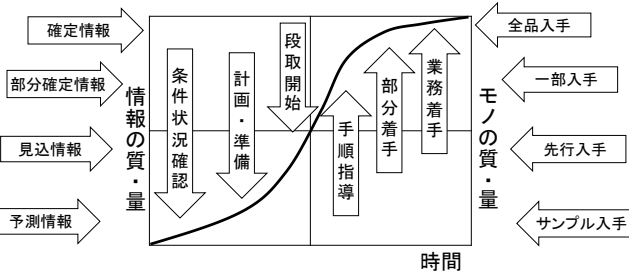 確定情報
部分確定情報
見込情報
予測情報
情報の質・量
条件状況確認
計画・準備
段取開始
手順指導
部分着手
業務着手
モノの質・量
全品入手
一部入手
先行入手
サンプル入手
時間